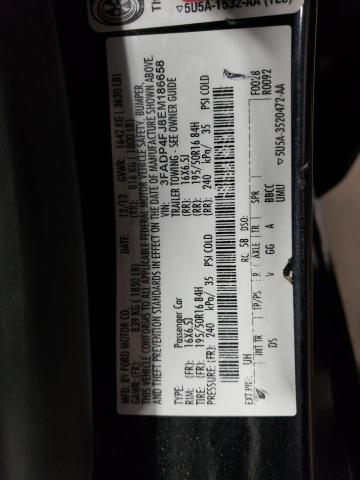 TH
▿5U5A-1532-AA (TLS)
MFD. BY FORD MOTOR CO. 12/13 GVWR: 1642 KG ( 3620 LB)
GAWR: (FR) 839 KG ( 1850 LB) (RR) 816 KG ( 1800 LB)
THIS VEHICLE CONFORMS TO ALL APPLICABLE FEDERAL MOTOR VEHICLE SAFETY, BUMPER,
AND THEFT PREVENTION STANDARDS IN EFFECT ON THE DATE OF MANUFACTURE SHOWN ABOVE.
VIN: 3FADP4FJ8EM186658
TYPE: Passenger Car TRAILER TOWING - SEE OWNER GUIDE
RIM: (FR) 16X6.5J (RR) 16X6.5J
TIRES (FR) 195/50R16 84H 195/50R16 84H
PRESSURE: (FR) 240 kPa/ 35 PSI COLD 240 kPa/ 35 PSI COLD
F0028
R0092
EXT PNT: UH RC: 58 DSO:
INT TR TP/PS R AXLE TR SPR
DS V GG A BBCC
UMU
▿5U5A-3520472-AA